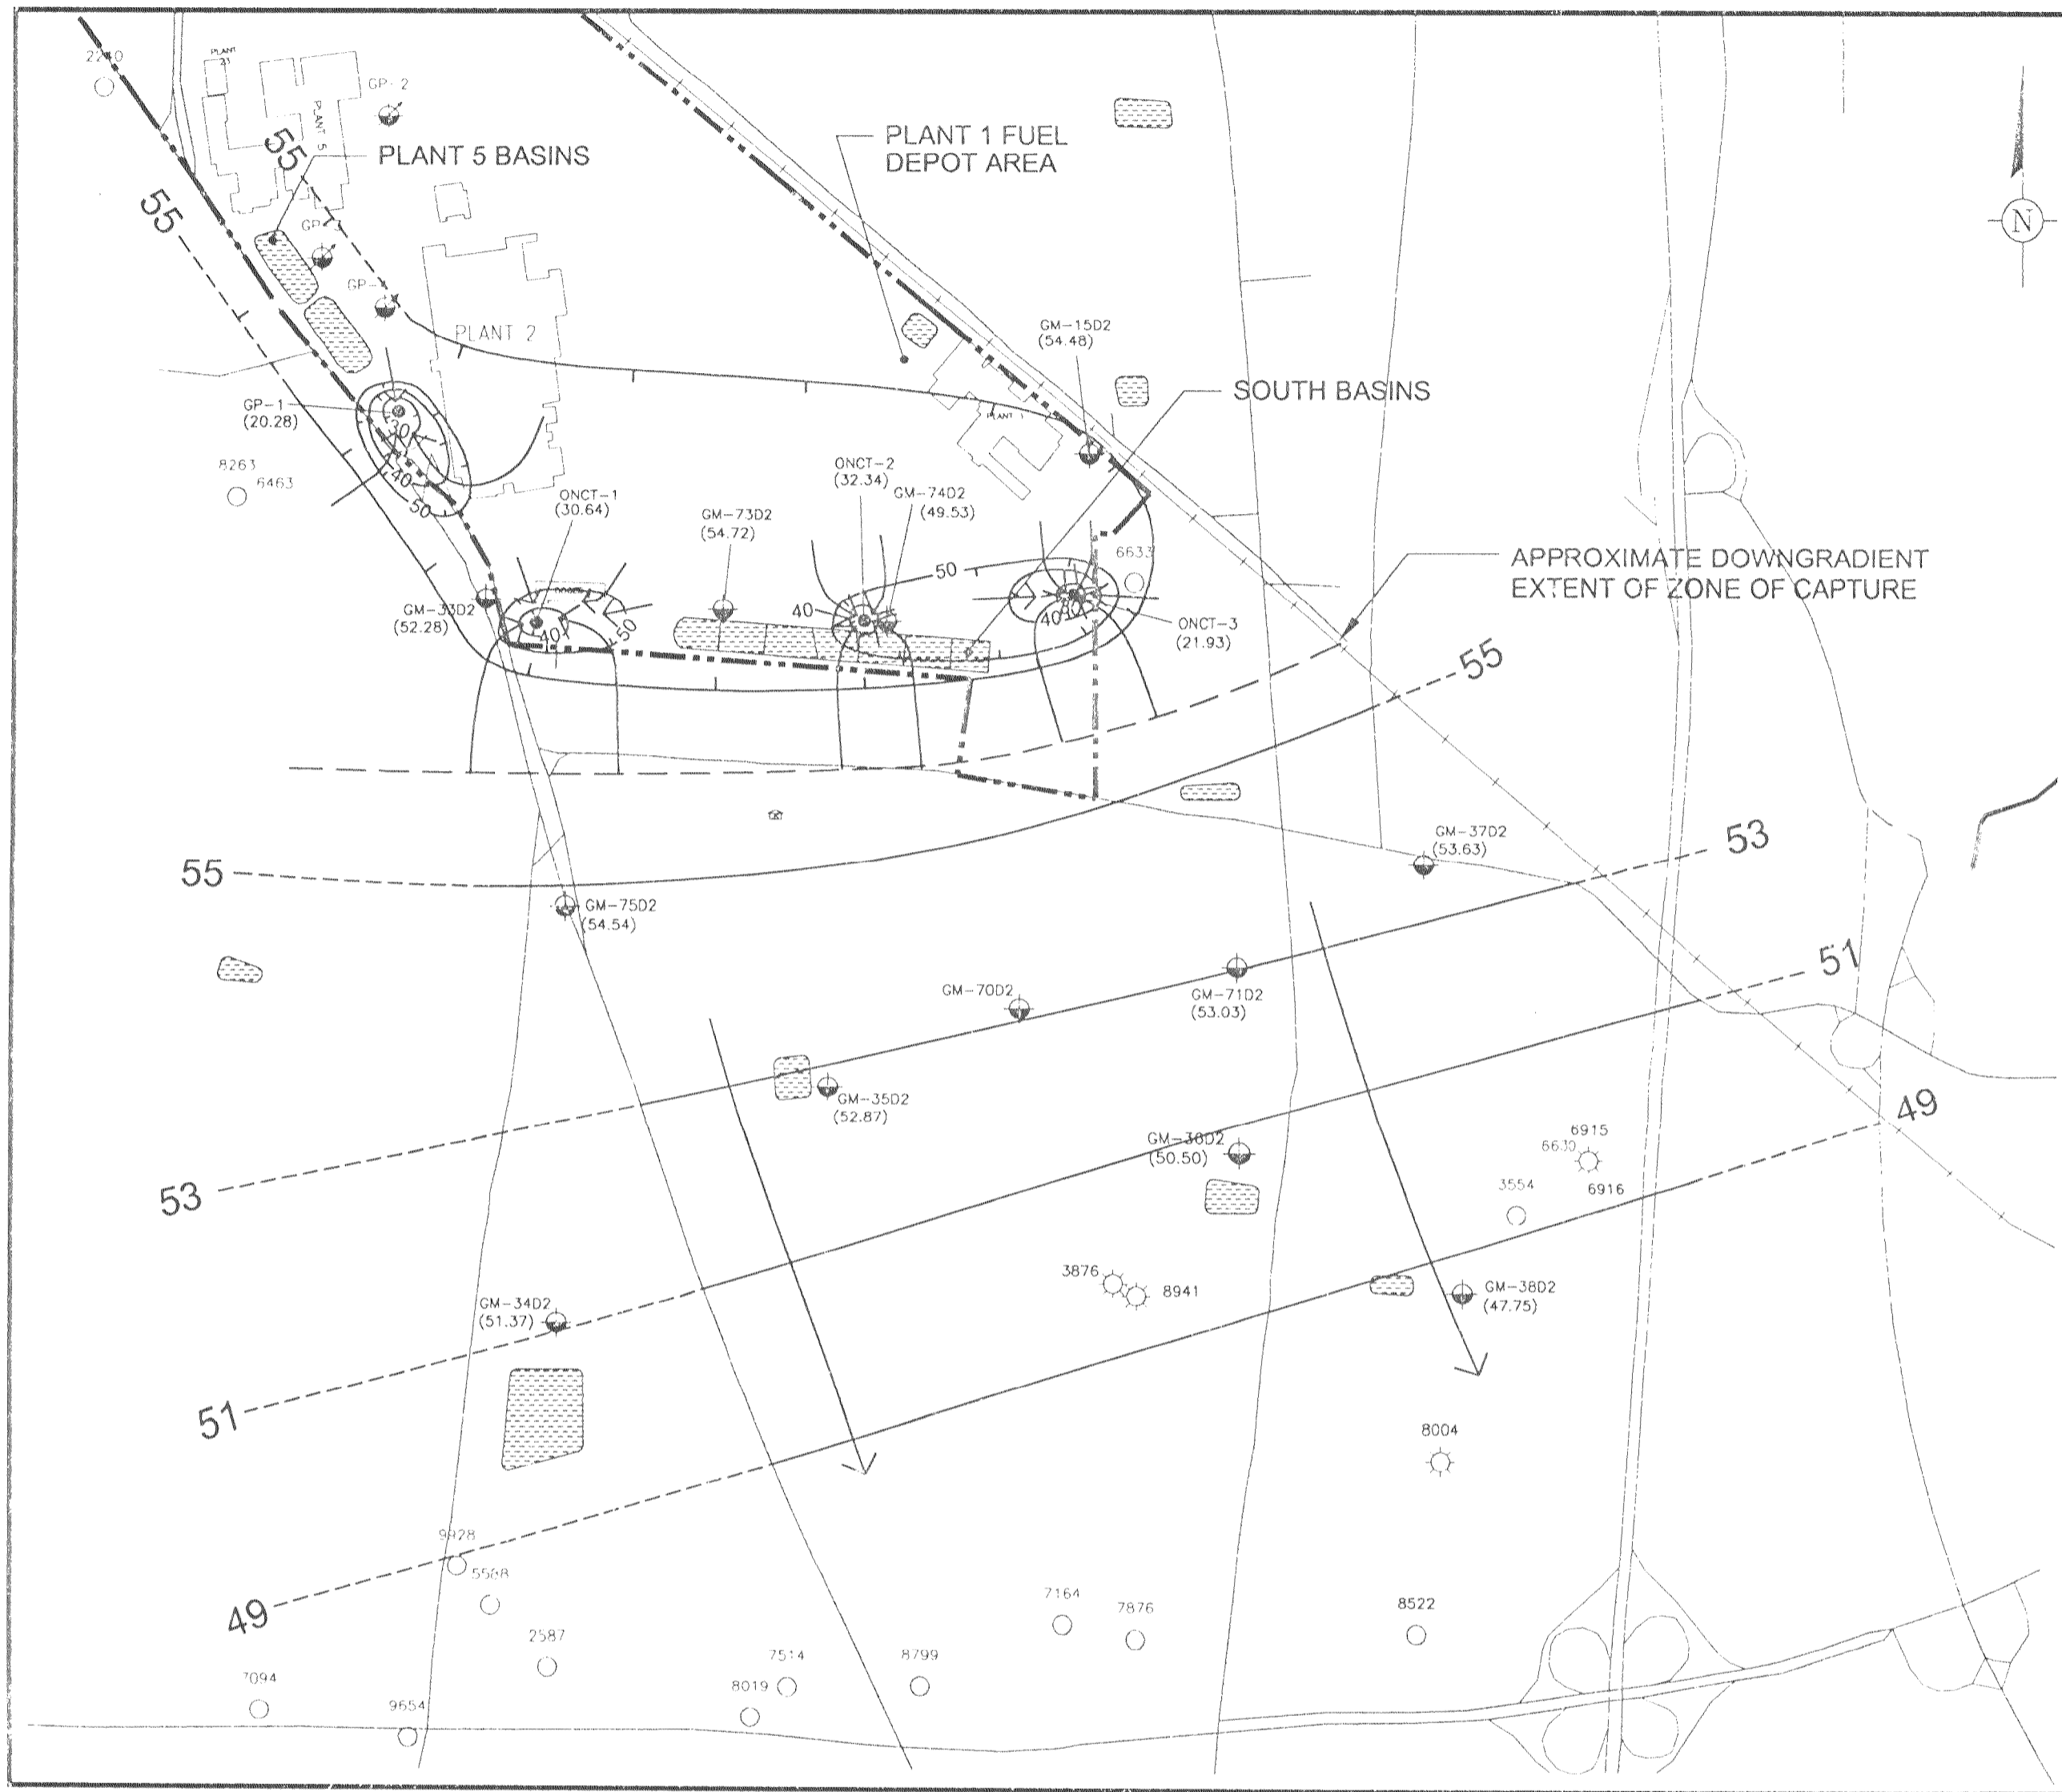 PLANT
23
GP-2
PLANT 5
55
PLANT 5 BASINS
PLANT 1 FUEL
DEPOT AREA
N
55
PLANT 2
GM-15D2
(54.48)
SOUTH BASINS
GP-1
(20.28)
30
40
50
8263
6463
ONCT-2
(32.34)
GM-74D2
(49.53)
ONCT-1
(30.64)
GM-73D2
(54.72)
50
6633
APPROXIMATE DOWNGRADIENT
EXTENT OF ZONE OF CAPTURE
GM-33D2
(52.28)
40
50
40
40
ONCT-3
(21.93)
55
GM-37D2
(53.63)
53
55
GM-75D2
(54.54)
51
GM-70D2
GM-71D2
(53.03)
GM-35D2
(52.87)
49
GM-36D2
(50.50)
6915
6630
6916
3554
53
3876
8941
GM-38D2
(47.75)
GM-34D2
(51.37)
51
8004
9928
5588
49
7164
7876
8522
2587
7514
8799
8019
7094
9654